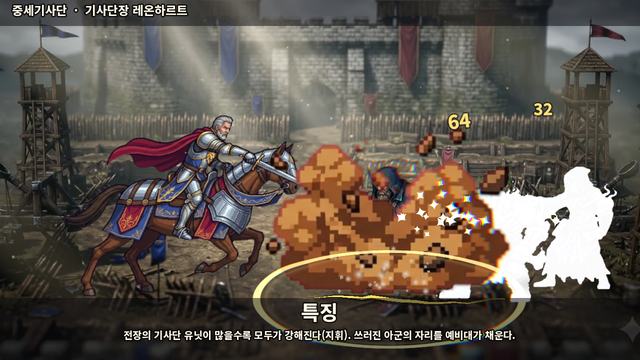 중세기사단 · 기사단장 레온하르트
64
32
특징
전장의 기사단 유닛이 많을수록 모두가 강해진다(지휘). 쓰러진 아군의 자리를 예비대가 채운다.